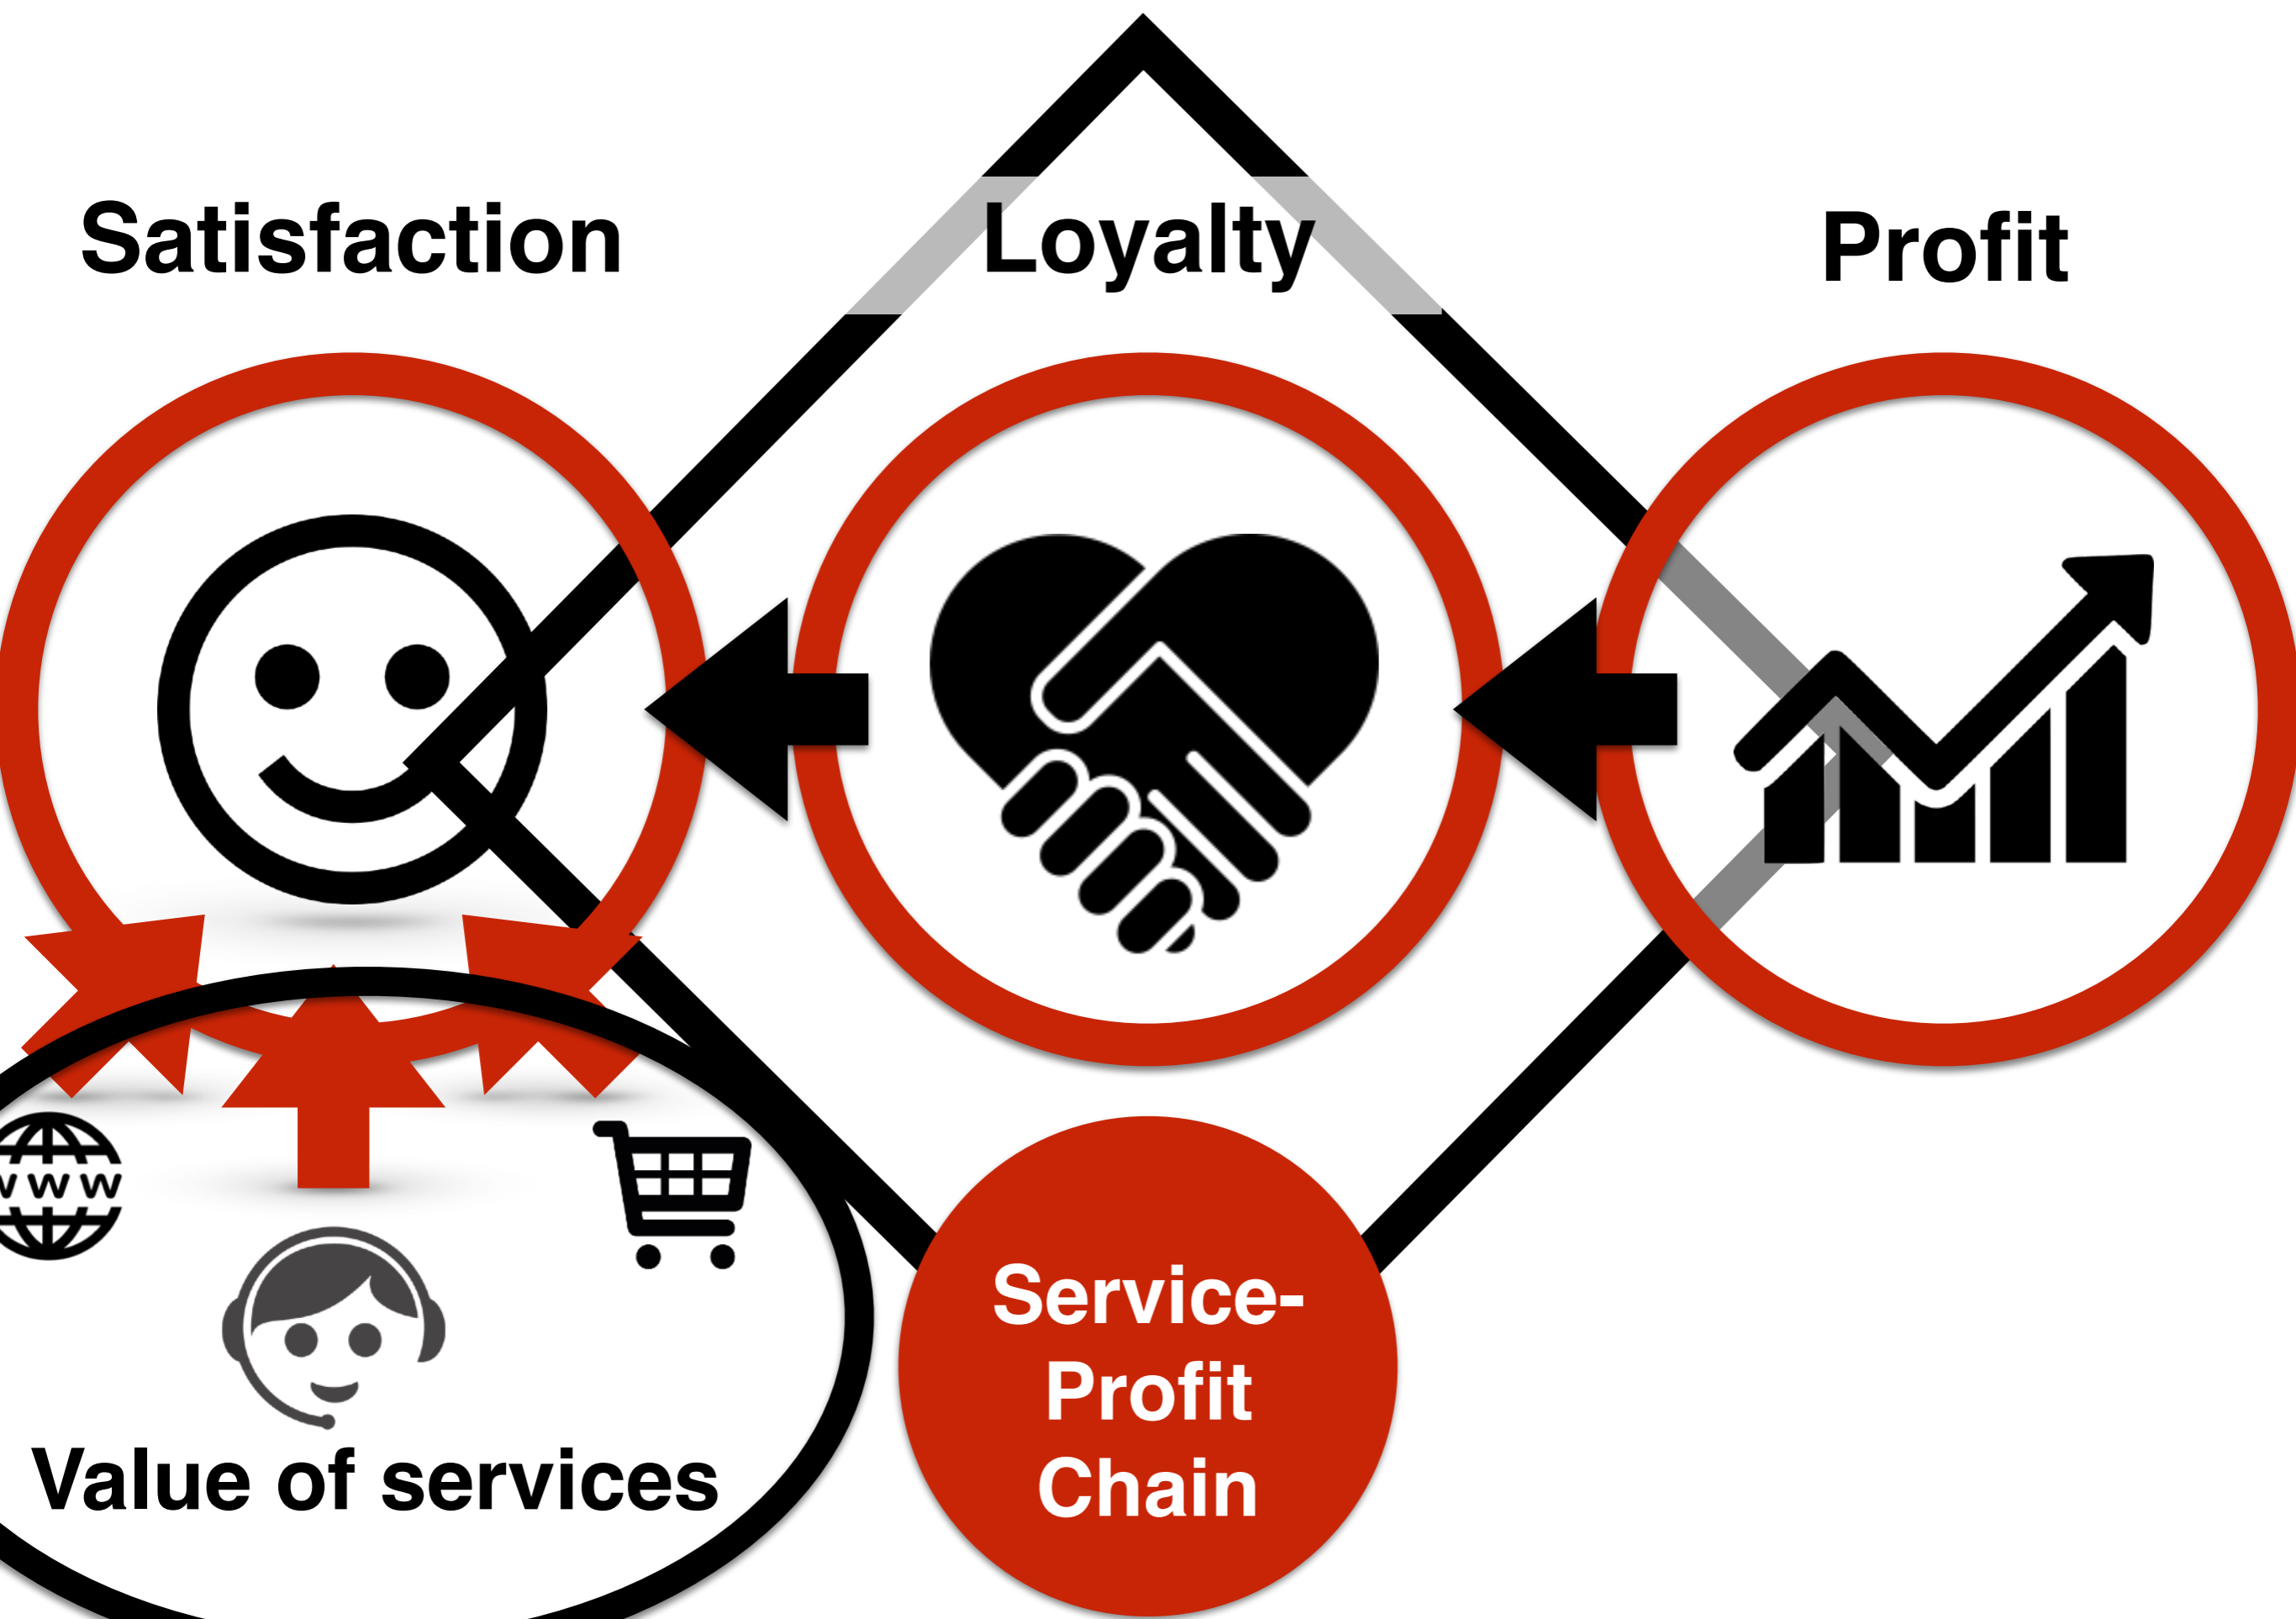 Satisfaction
Loyalty
Profit
www
Value of services
Service-
Profit
Chain